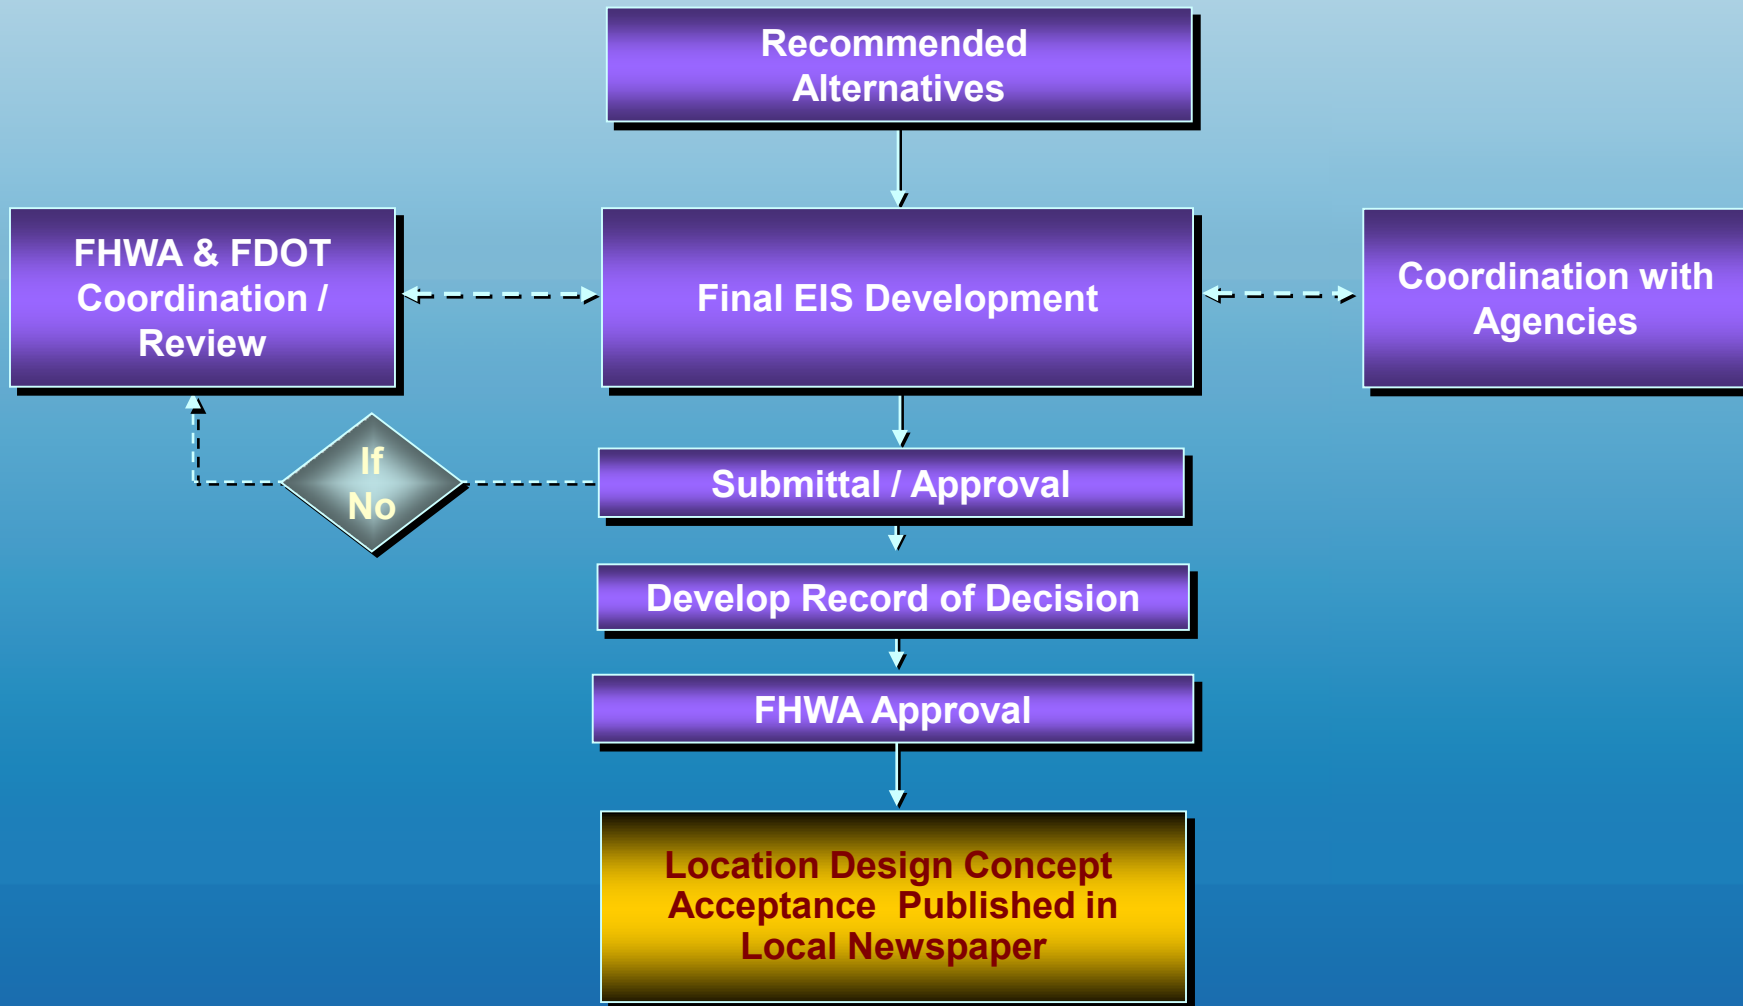 Recommended
Alternatives
FHWA & FDOT
Coordination /
Review
Final EIS Development
Coordination with
Agencies
If
No
Submittal / Approval
Develop Record of Decision
FHWA Approval
Location Design Concept
Acceptance Published in
Local Newspaper